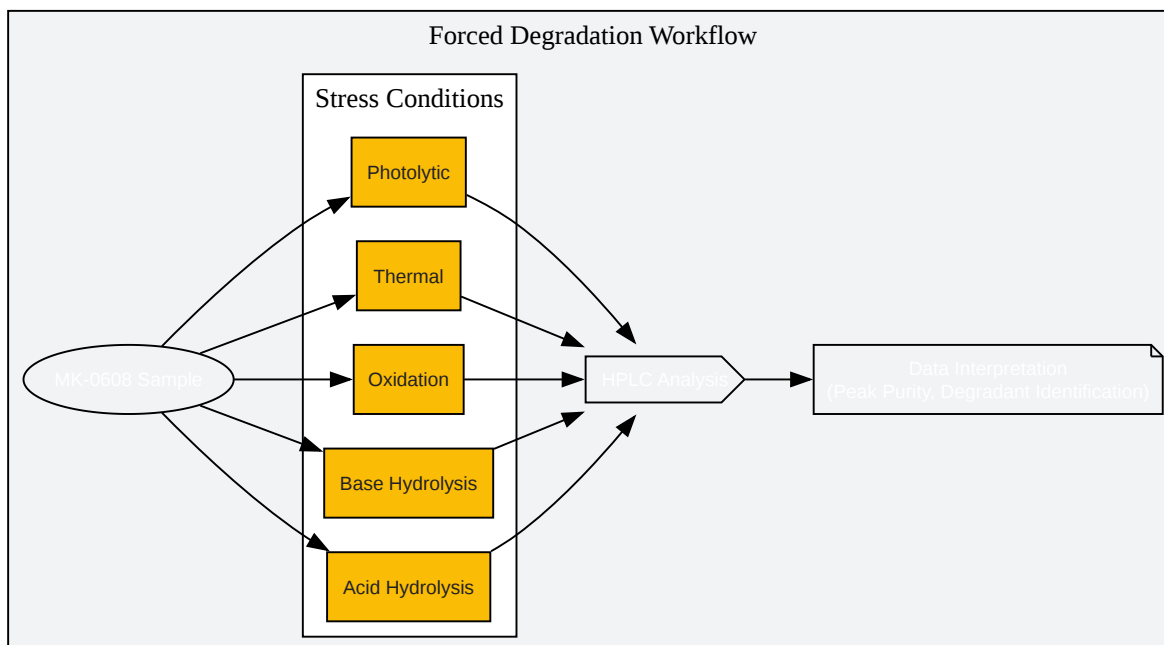 Forced Degradation Workflow
Stress Conditions
Photolytic
Thermal
MK-0608 Sample
Oxidation
HPLC Analysis
Data Interpretation
(Peak Purity, Degradant Identification)
Base Hydrolysis
Acid Hydrolysis